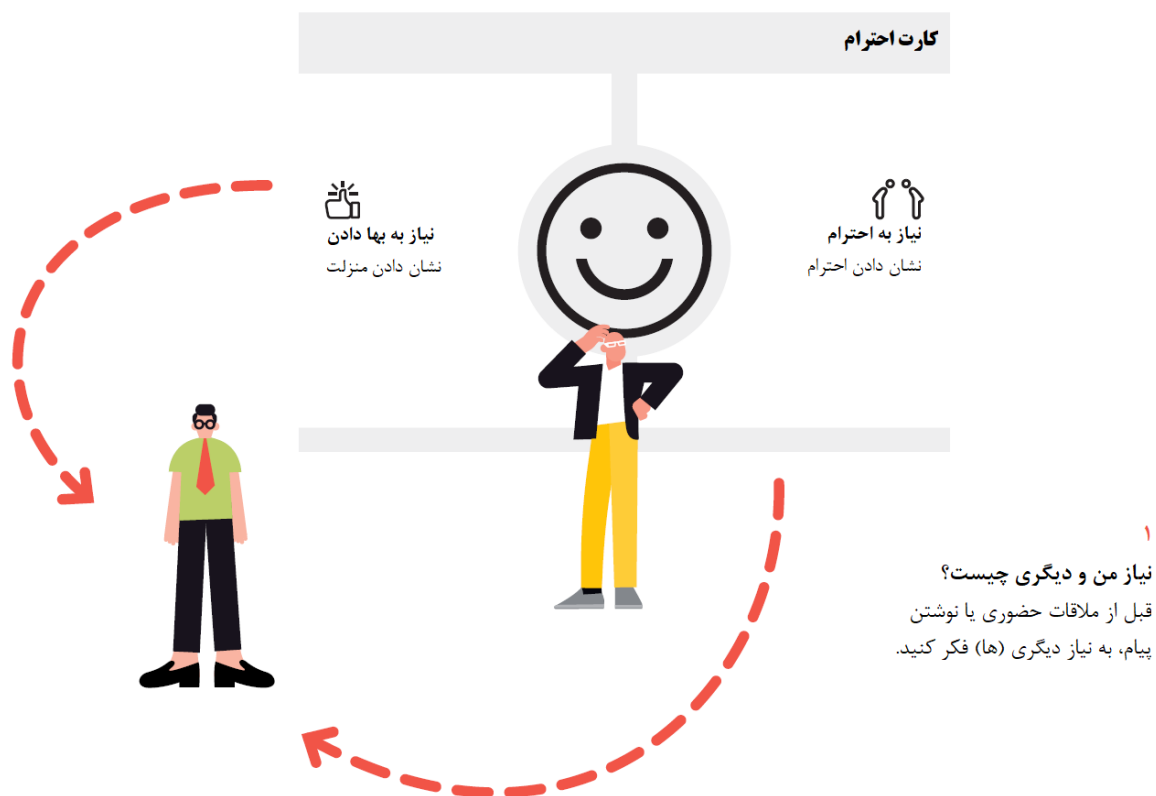 کارت احترام
نیاز به احترام
نشان دادن احترام
نیاز به بها دادن
نشان دادن منزلت
۱
نیاز من و دیگری چیست؟
قبل از ملاقات حضوری یا نوشتن
پیام، به نیاز دیگری (ها) فکر کنید.